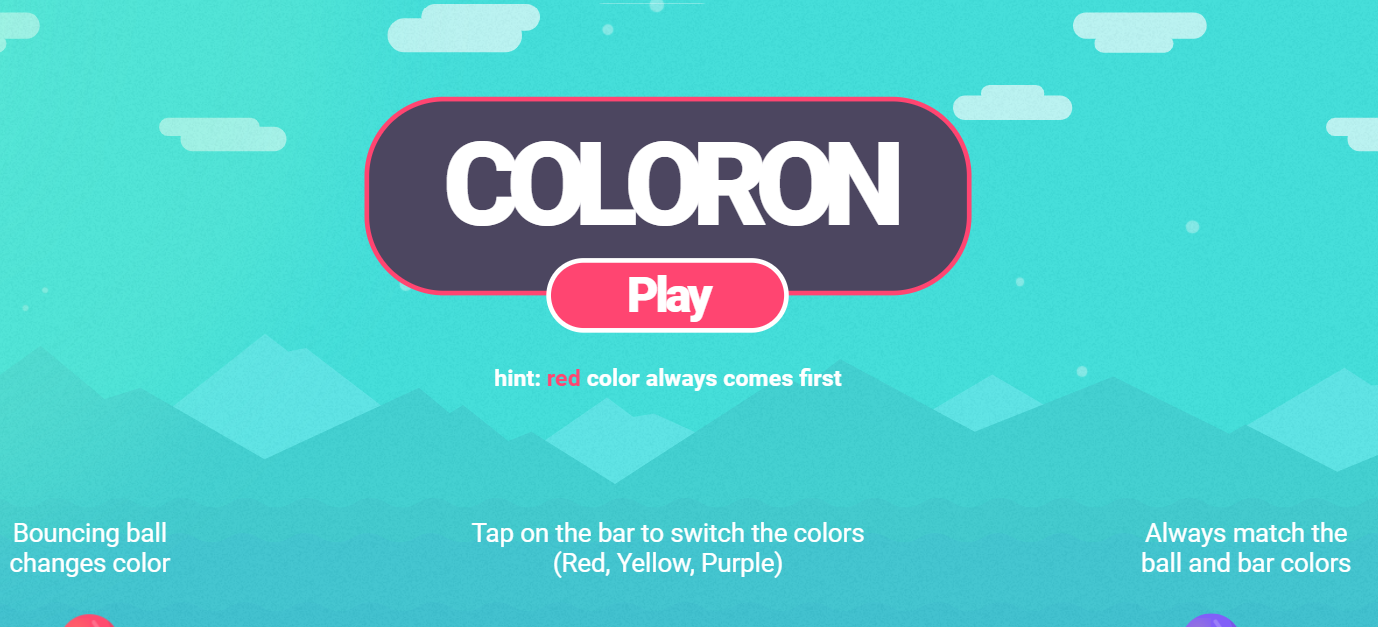 COLORON
Play
hint: red color always comes first
Bouncing ball
changes color
Tap on the bar to switch the colors
(Red, Yellow, Purple)
Always match the
ball and bar colors